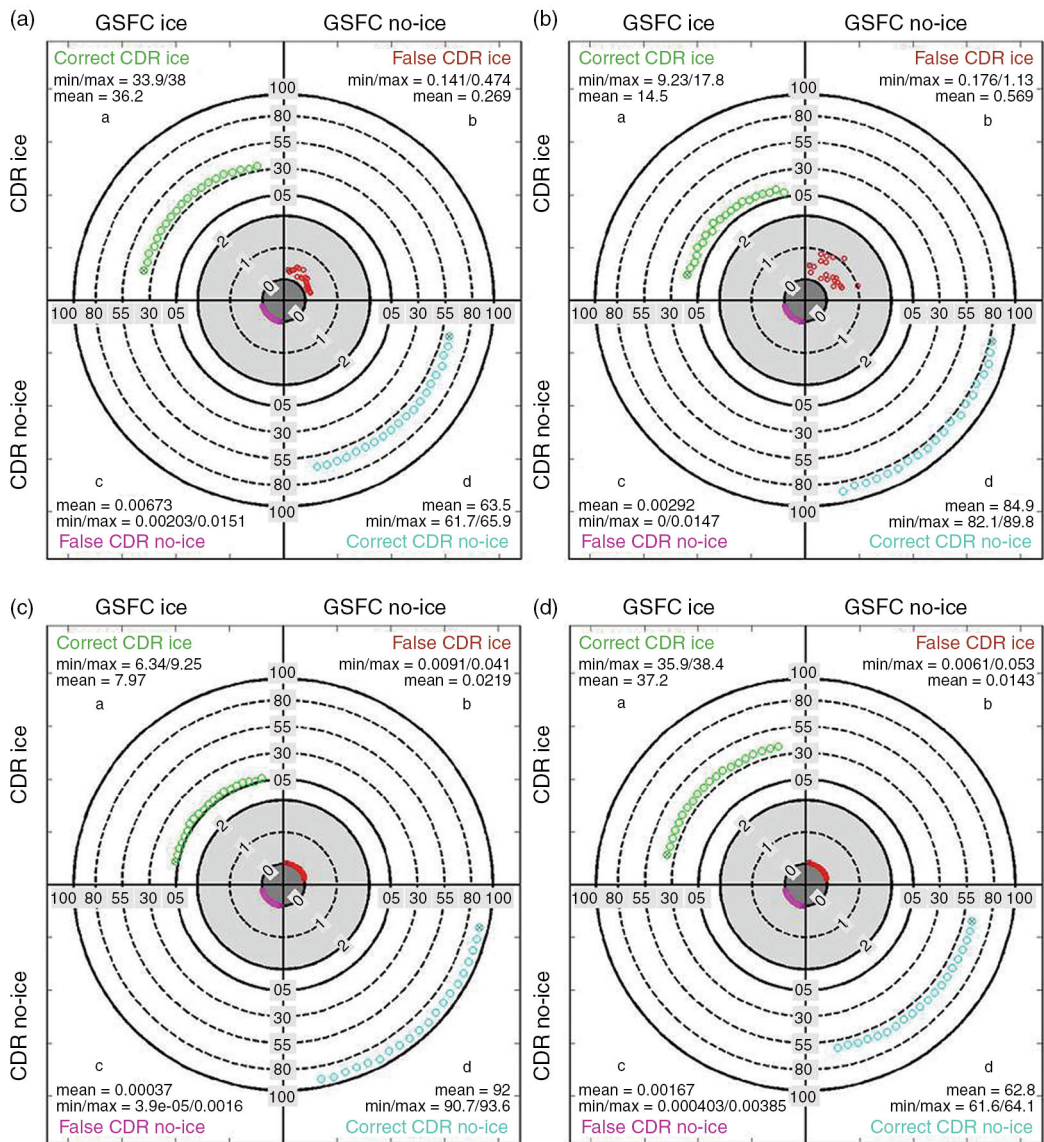 (a)
GSFC ice GSFC no-ice
Correct CDR ice
min/max = 33.9/38
mean = 36.2
a
False CDR ice
min/max = 0.141/0.474
mean = 0.269
b
CDR ice
100
80
55
30
05
2
1
0
100 80 55 30 05 05 30 55 80 100
0
1
2
05
30
55
80
100
CDR no-ice
c
mean = 0.00673
min/max = 0.00203/0.0151
False CDR no-ice
d
mean = 63.5
min/max = 61.7/65.9
Correct CDR no-ice
(b)
GSFC ice GSFC no-ice
Correct CDR ice
min/max = 9.23/17.8
mean = 14.5
a
False CDR ice
min/max = 0.176/1.13
mean = 0.569
b
CDR ice
100
80
55
30
05
2
1
0
100 80 55 30 05 05 30 55 80 100
0
1
2
05
30
55
80
100
CDR no-ice
c
mean = 0.00292
min/max = 0/0.0147
False CDR no-ice
d
mean = 84.9
min/max = 82.1/89.8
Correct CDR no-ice
(c)
GSFC ice GSFC no-ice
Correct CDR ice
min/max = 6.34/9.25
mean = 7.97
a
False CDR ice
min/max = 0.0091/0.041
mean = 0.0219
b
CDR ice
100
80
55
30
05
2
1
0
100 80 55 30 05 05 30 55 80 100
0
1
2
05
30
55
80
100
CDR no-ice
c
mean = 0.00037
min/max = 3.9e-05/0.0016
False CDR no-ice
d
mean = 92
min/max = 90.7/93.6
Correct CDR no-ice
(d)
GSFC ice GSFC no-ice
Correct CDR ice
min/max = 35.9/38.4
mean = 37.2
a
False CDR ice
min/max = 0.0061/0.053
mean = 0.0143
b
CDR ice
100
80
55
30
05
2
1
0
100 80 55 30 05 05 30 55 80 100
0
1
2
05
30
55
80
100
CDR no-ice
c
mean = 0.00167
min/max = 0.000403/0.00385
False CDR no-ice
d
mean = 62.8
min/max = 61.6/64.1
Correct CDR no-ice